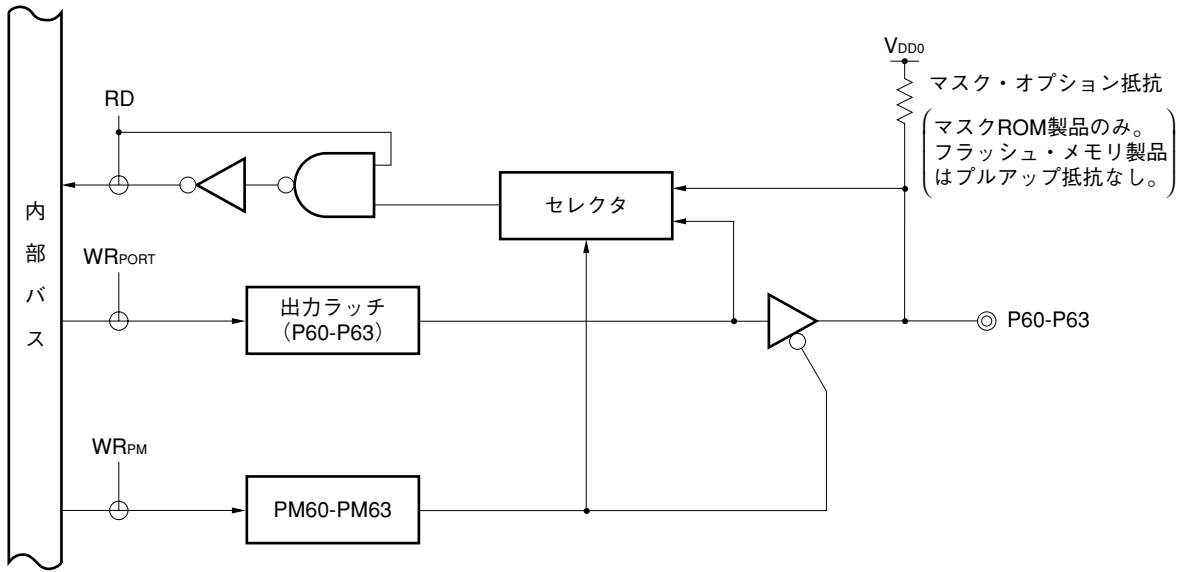 V_DD0
マスク・オプション抵抗
マスクROM製品のみ。
フラッシュ・メモリ製品
はプルアップ抵抗なし。
RD
内部バス
セレクタ
WR_PORT
出力ラッチ
(P60-P63)
P60-P63
WR_PM
PM60-PM63